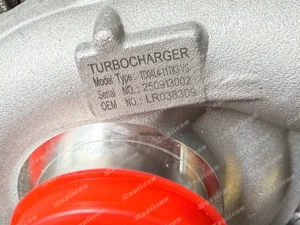 TURBOCHARGER
Model Type: TD04L4-11TK3-VG
Serial NO.: 250913002
OEM NO.: LR038309